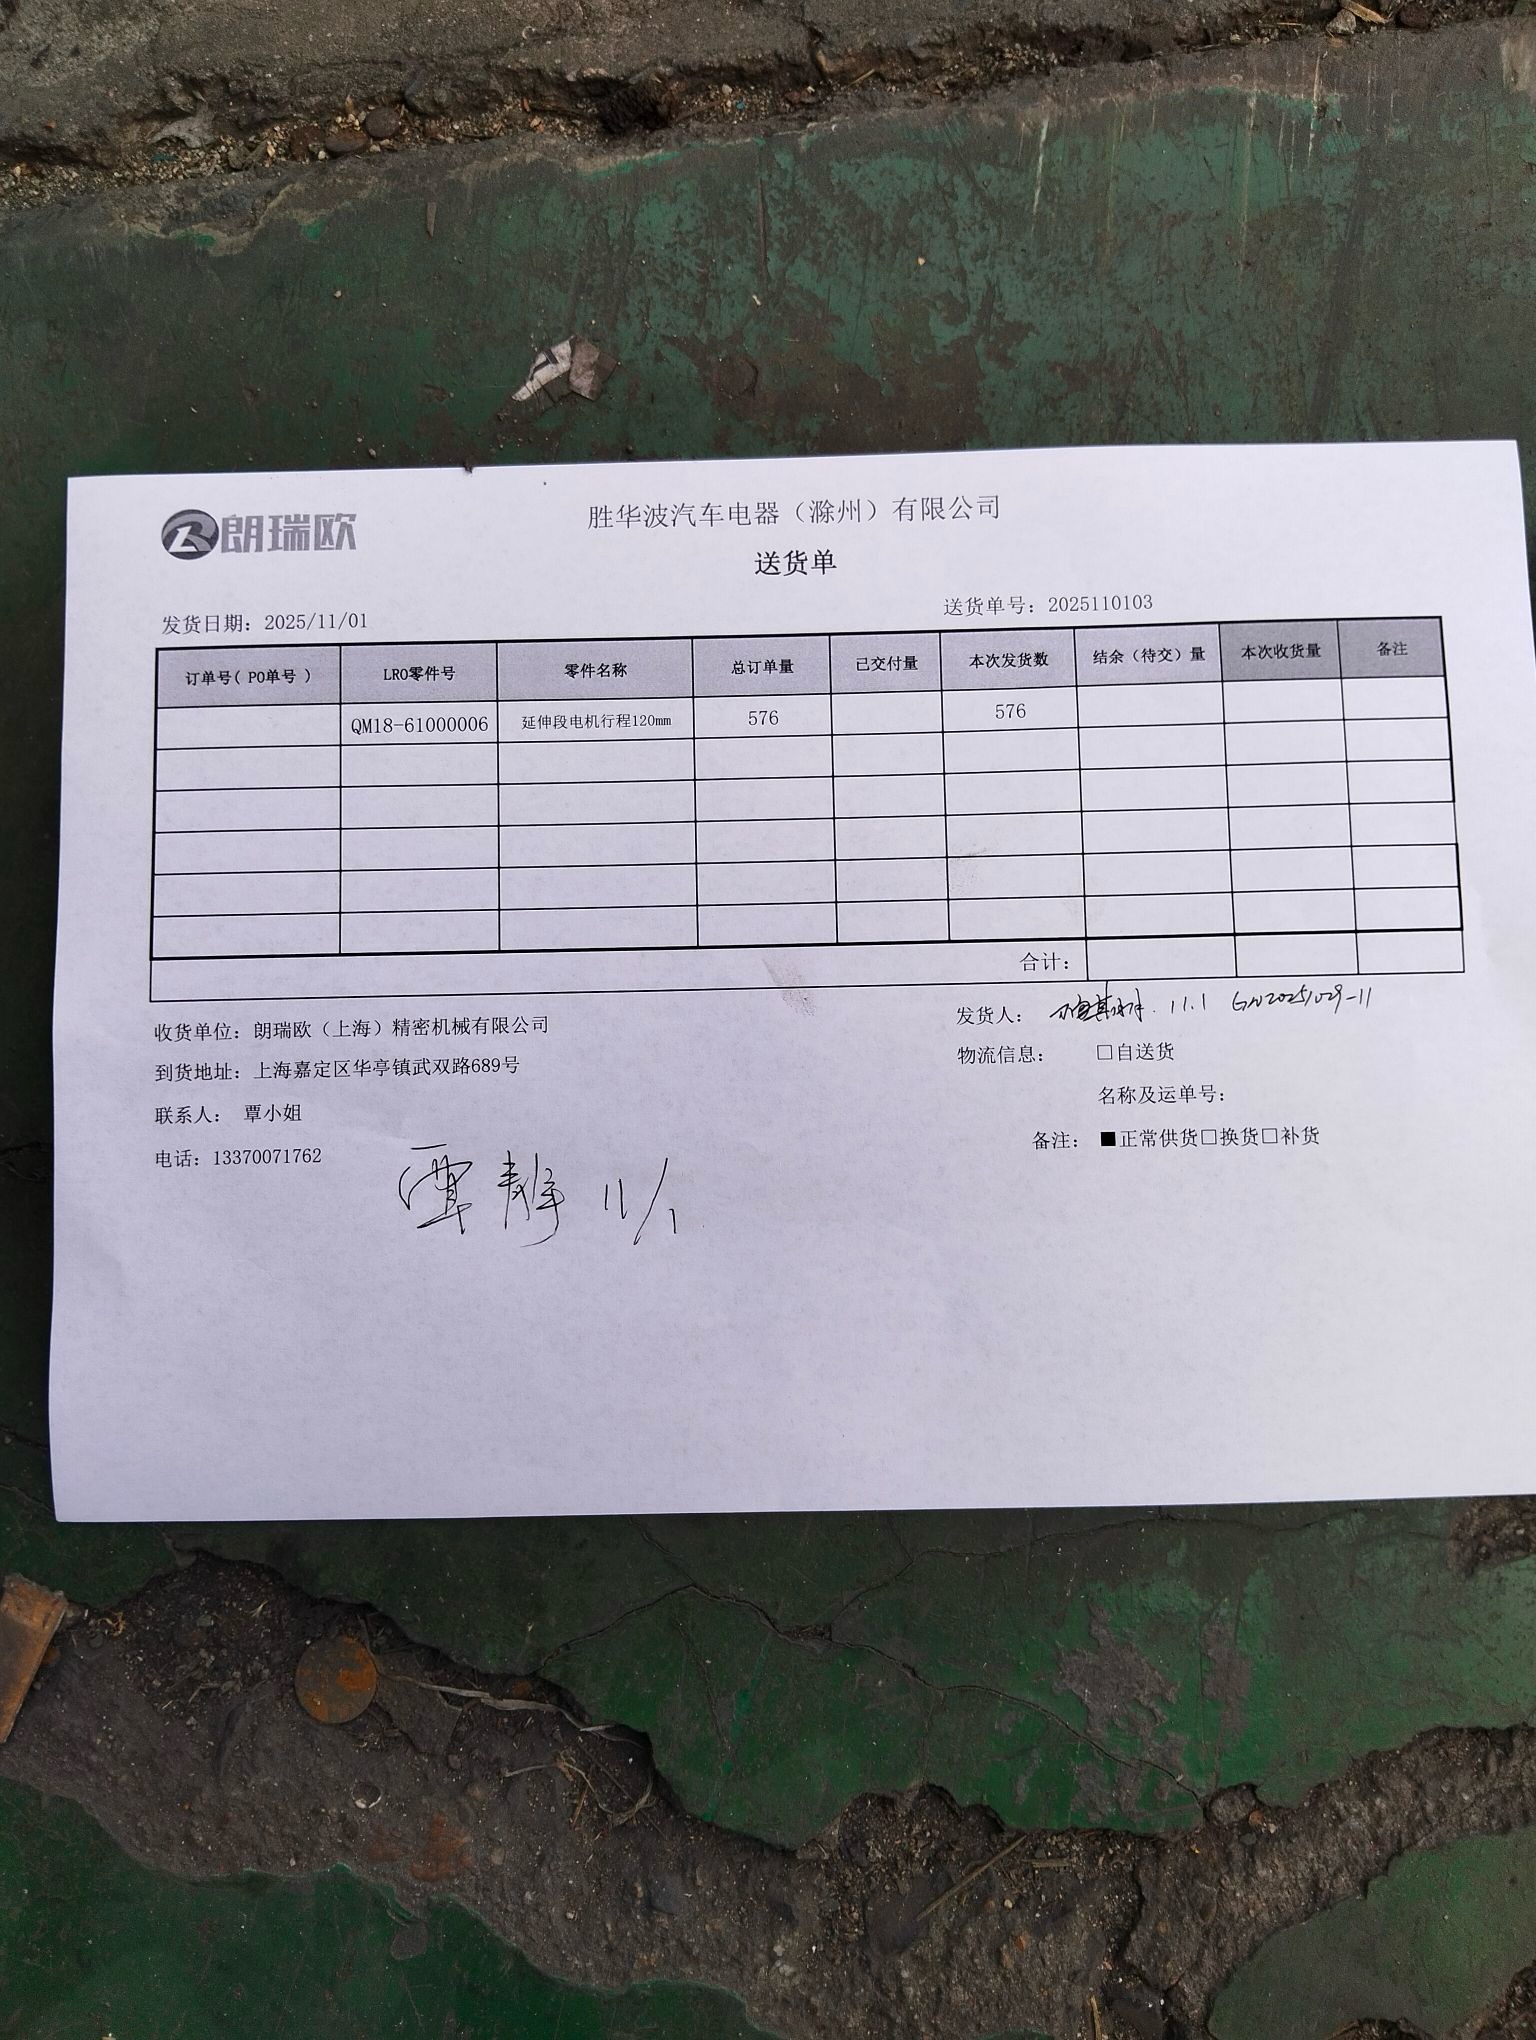 朗瑞欧
胜华波汽车电器（滁州）有限公司
送货单
发货日期：2025/11/01
送货单号：2025110103
订单号( PO单号 ) LRO零件号 零件名称 总订单量 已交付量 本次发货数 结余（待交）量 本次收货量 备注
QM18-61000006 延伸段电机行程120mm 576 576
合计：
收货单位：朗瑞欧（上海）精密机械有限公司
发货人： 11.1 GN20251029-11
到货地址：上海嘉定区华亭镇武双路689号
物流信息： □自送货
名称及运单号：
联系人： 覃小姐
备注：■正常供货□换货□补货
电话：13370071762
覃静 11/1